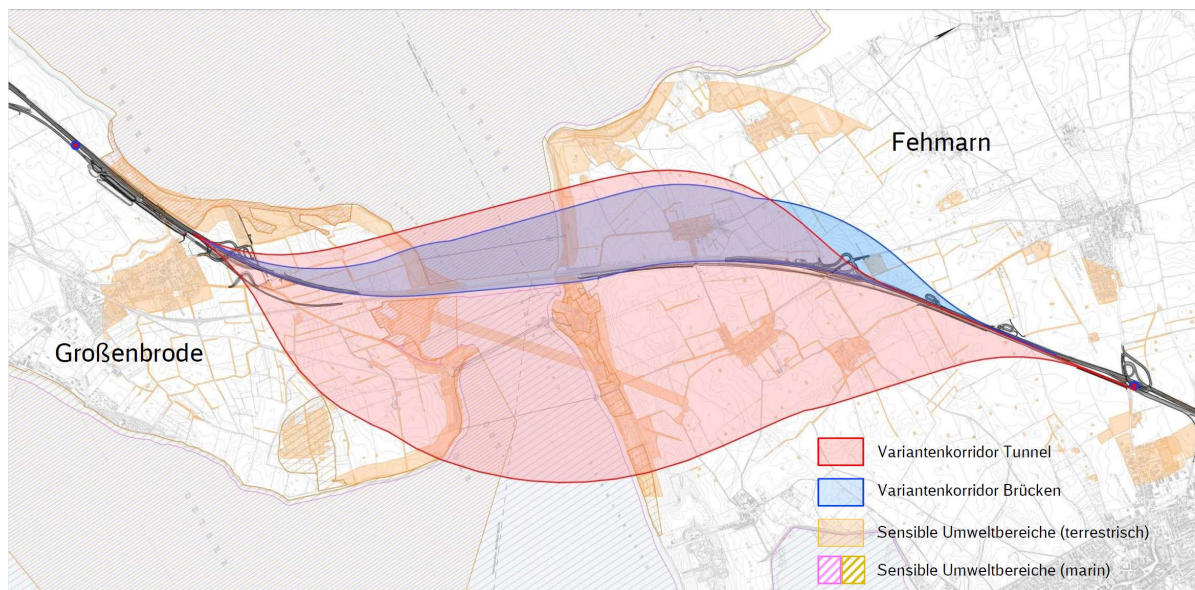 Fehmarn
Großenbrode
Variantenkorridor Tunnel
Variantenkorridor Brücken
Sensible Umweltbereiche (terrestrisch)
Sensible Umweltbereiche (marin)